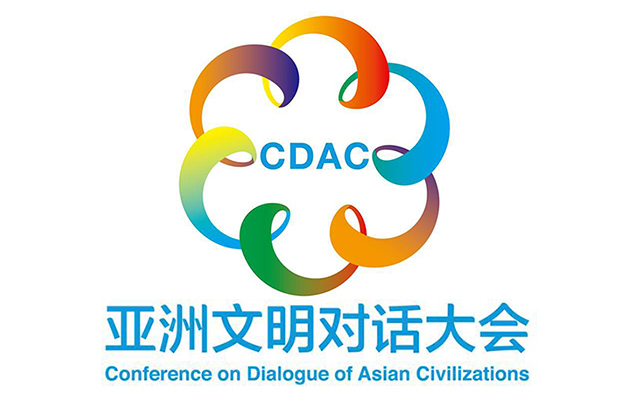 CDAC
亚洲文明对话大会
Conference on Dialogue of Asian Civilizations